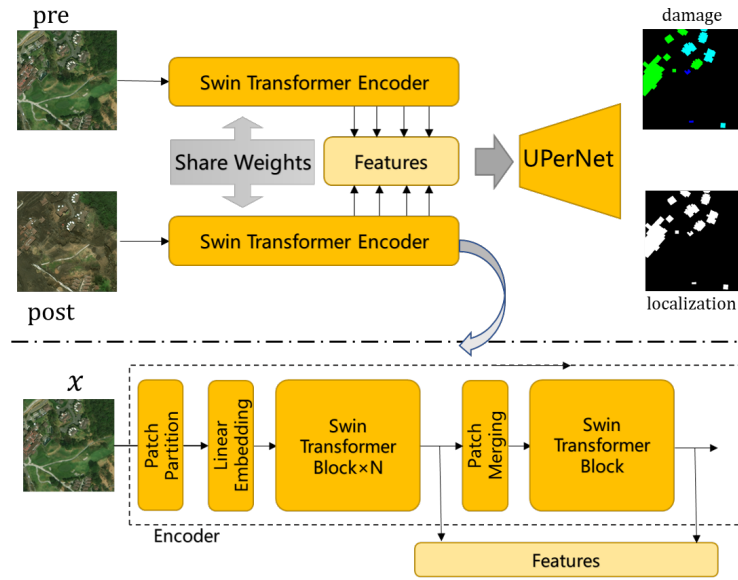 pre
damage
Swin Transformer Encoder
Share Weights
Features
UPerNet
Swin Transformer Encoder
post
localization
x
Patch
Partition
Linear
Embedding
Swin
Transformer
Block×N
Patch
Merging
Swin
Transformer
Block
Encoder
Features